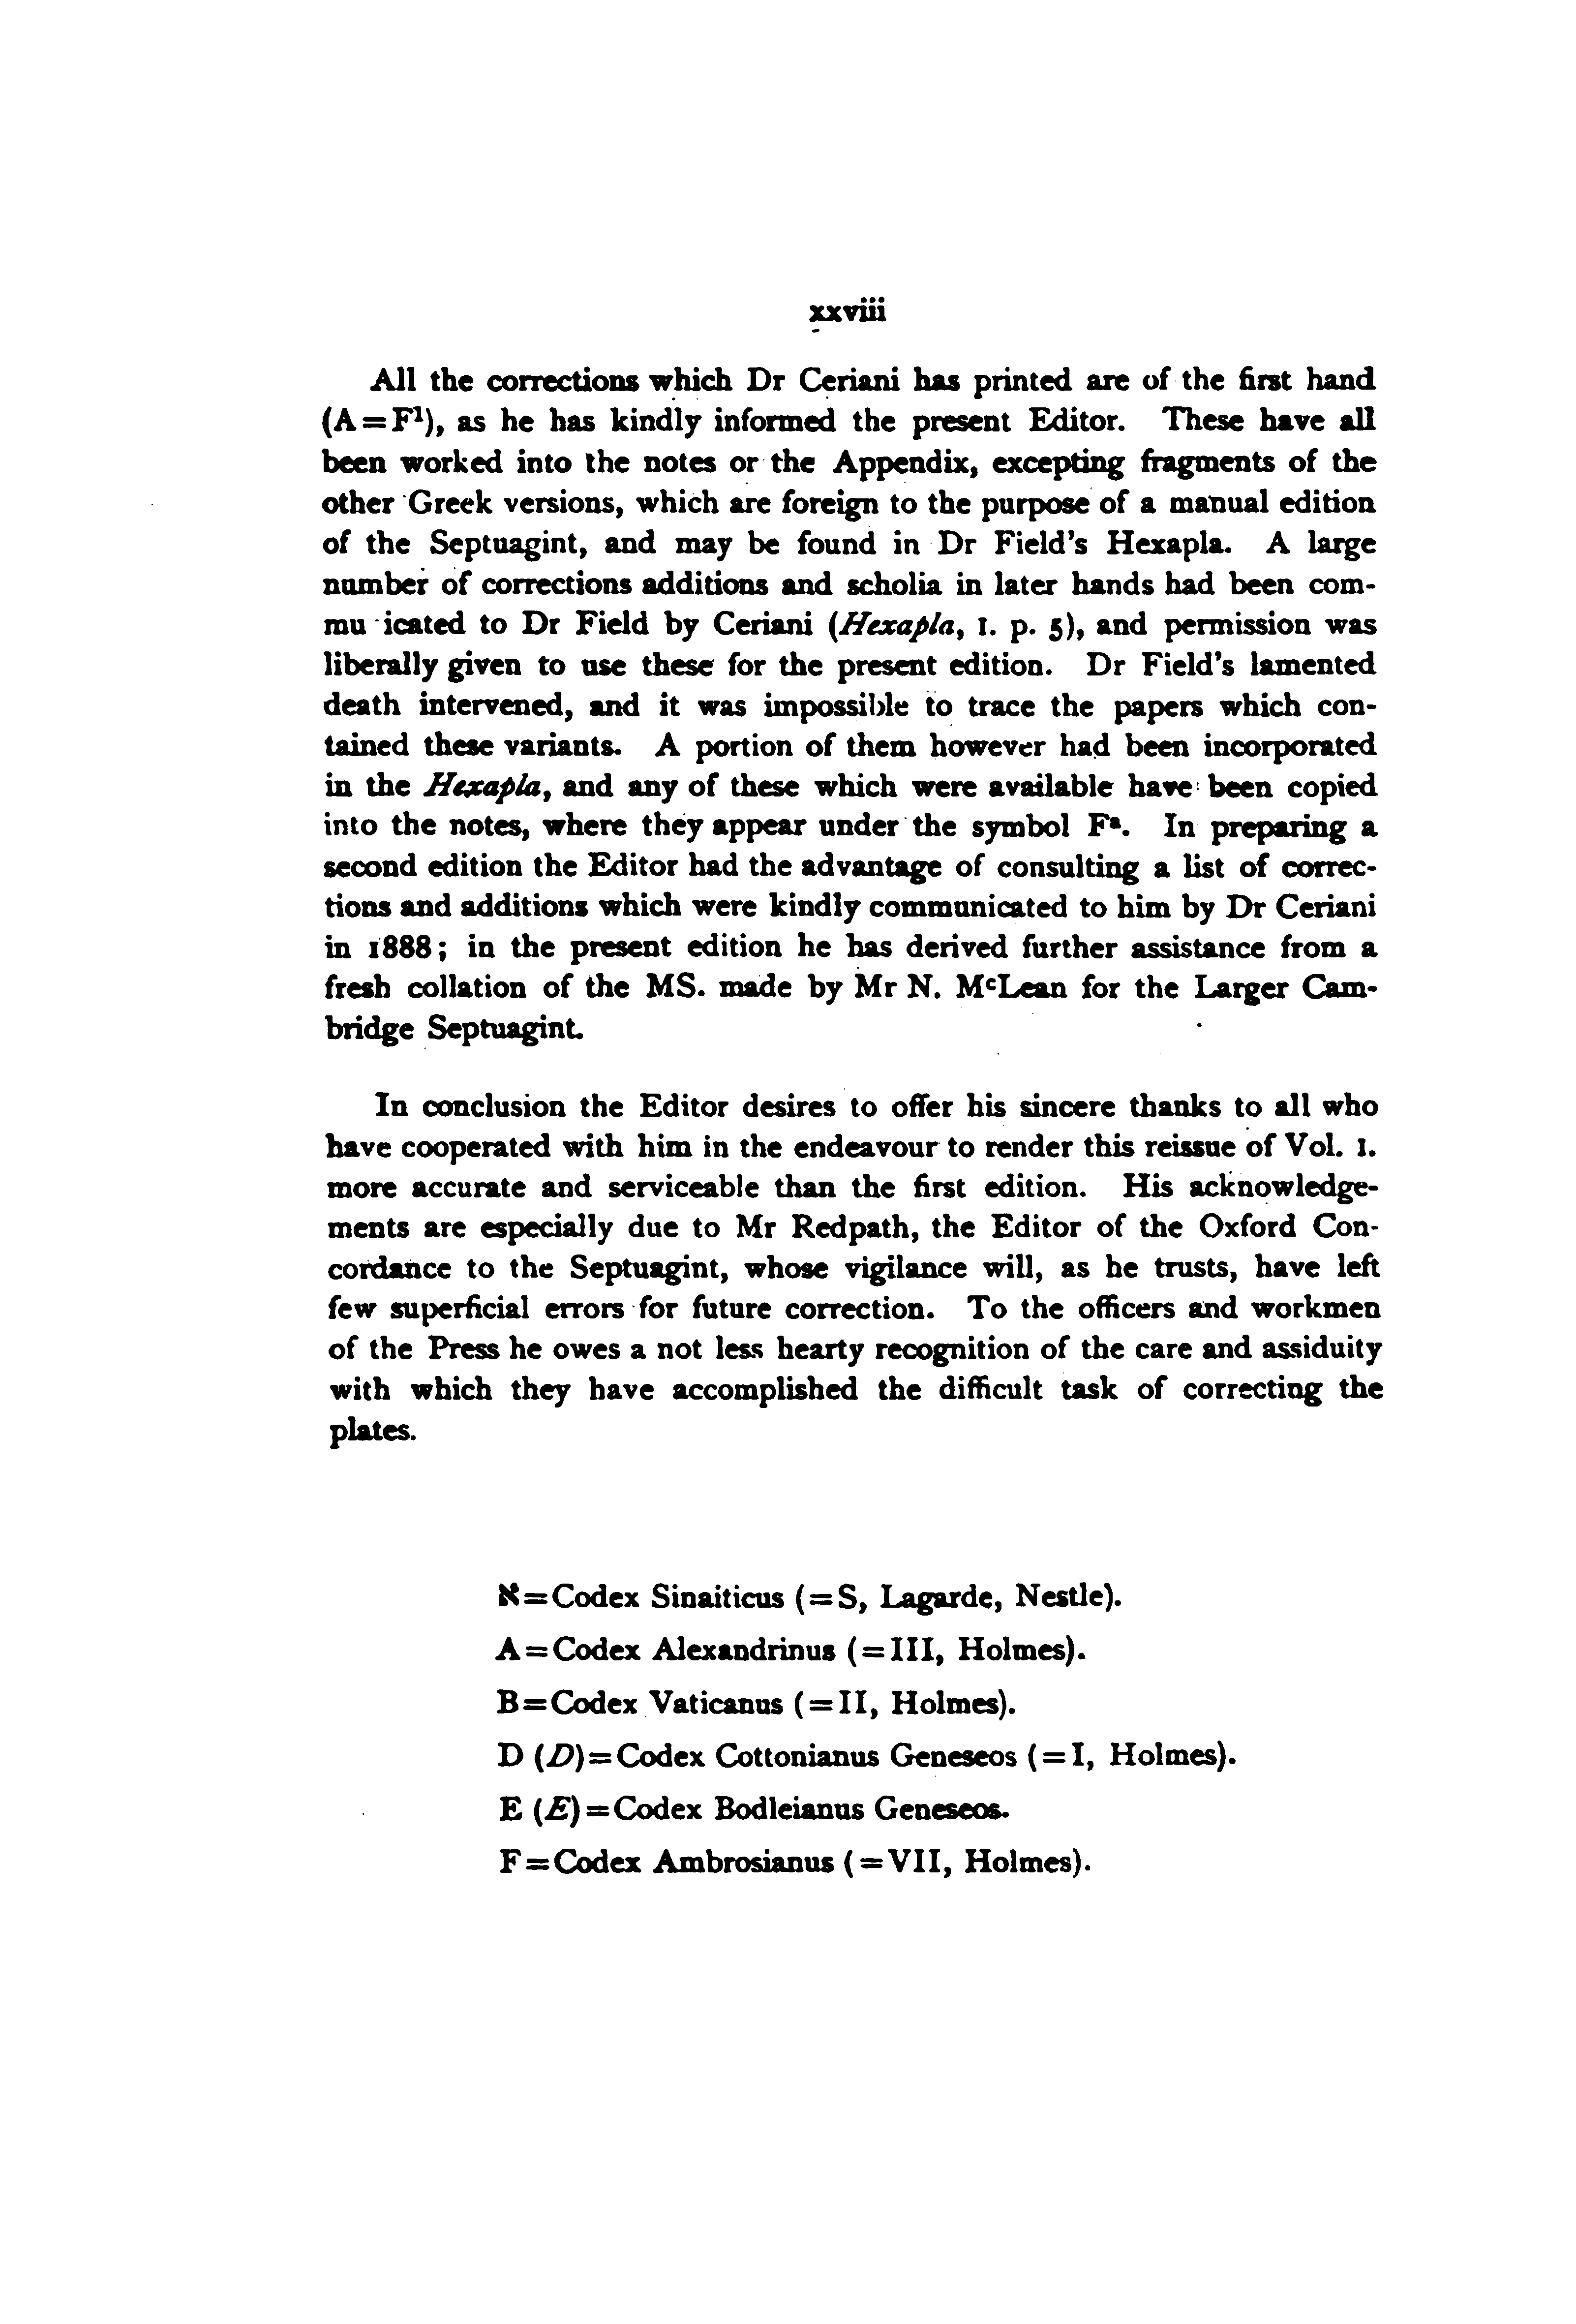 xxviii
All the corrections which Dr Ceriani has printed are of the first hand
(A=F¹), as he has kindly informed the present Editor. These have all
been worked into the notes or the Appendix, excepting fragments of the
other Greek versions, which are foreign to the purpose of a manual edition
of the Septuagint, and may be found in Dr Field's Hexapla. A large
number of corrections additions and scholia in later hands had been com-
mu icated to Dr Field by Ceriani (Hexapla, I. p. 5), and permission was
liberally given to use these for the present edition. Dr Field's lamented
death intervened, and it was impossible to trace the papers which con-
tained these variants. A portion of them however had been incorporated
in the Hexapla, and any of these which were available have been copied
into the notes, where they appear under the symbol Fᵃ. In preparing a
second edition the Editor had the advantage of consulting a list of correc-
tions and additions which were kindly communicated to him by Dr Ceriani
in 1888; in the present edition he has derived further assistance from a
fresh collation of the MS. made by Mr N. MᶜLean for the Larger Cam-
bridge Septuagint.
In conclusion the Editor desires to offer his sincere thanks to all who
have cooperated with him in the endeavour to render this reissue of Vol. I.
more accurate and serviceable than the first edition. His acknowledge-
ments are especially due to Mr Redpath, the Editor of the Oxford Con-
cordance to the Septuagint, whose vigilance will, as he trusts, have left
few superficial errors for future correction. To the officers and workmen
of the Press he owes a not less hearty recognition of the care and assiduity
with which they have accomplished the difficult task of correcting the
plates.
א=Codex Sinaiticus (=S, Lagarde, Nestle).
A=Codex Alexandrinus (=III, Holmes).
B=Codex Vaticanus (=II, Holmes).
D (D)=Codex Cottonianus Geneseos (=I, Holmes).
E (E)=Codex Bodleianus Geneseos.
F=Codex Ambrosianus (=VII, Holmes).